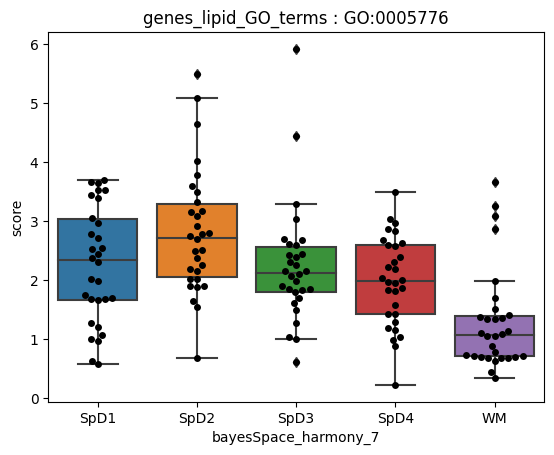 genes_lipid_GO_terms : GO:0005776
6
5
4
3
2
1
0
score
SpD1 SpD2 SpD3 SpD4 WM
bayesSpace_harmony_7